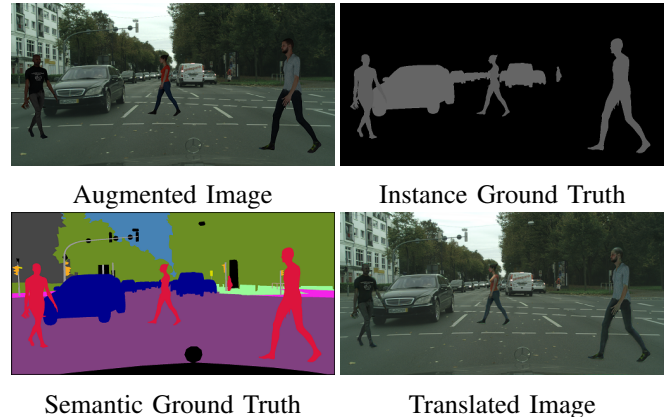 Augmented Image
Instance Ground Truth
Semantic Ground Truth
Translated Image